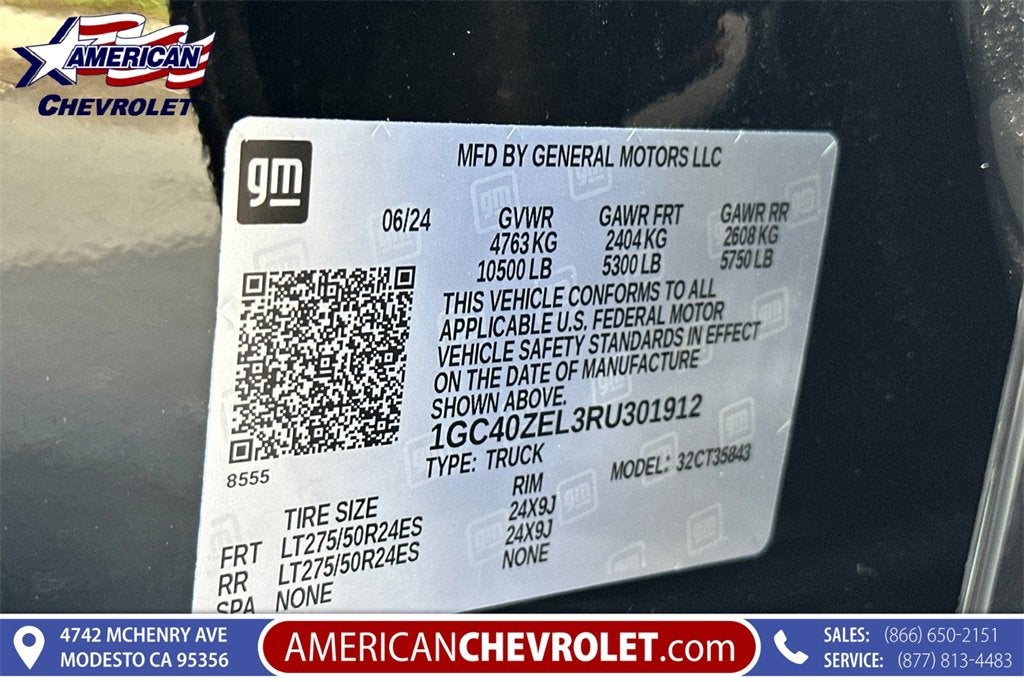 AMERICAN
CHEVROLET
gm
MFD BY GENERAL MOTORS LLC
06/24 GVWR GAWR FRT GAWR RR
4763 KG 2404 KG 2608 KG
10500 LB 5300 LB 5750 LB
THIS VEHICLE CONFORMS TO ALL
APPLICABLE U.S. FEDERAL MOTOR
VEHICLE SAFETY STANDARDS IN EFFECT
ON THE DATE OF MANUFACTURE
SHOWN ABOVE.
1GC40ZEL3RU301912
8555
TYPE: TRUCK MODEL: 32CT35843
TIRE SIZE RIM
FRT LT275/50R24ES 24X9J
RR LT275/50R24ES 24X9J
SPA NONE NONE
4742 MCHENRY AVE
MODESTO CA 95356
AMERICANCHEVROLET.com
SALES: (866) 650-2151
SERVICE: (877) 813-4483